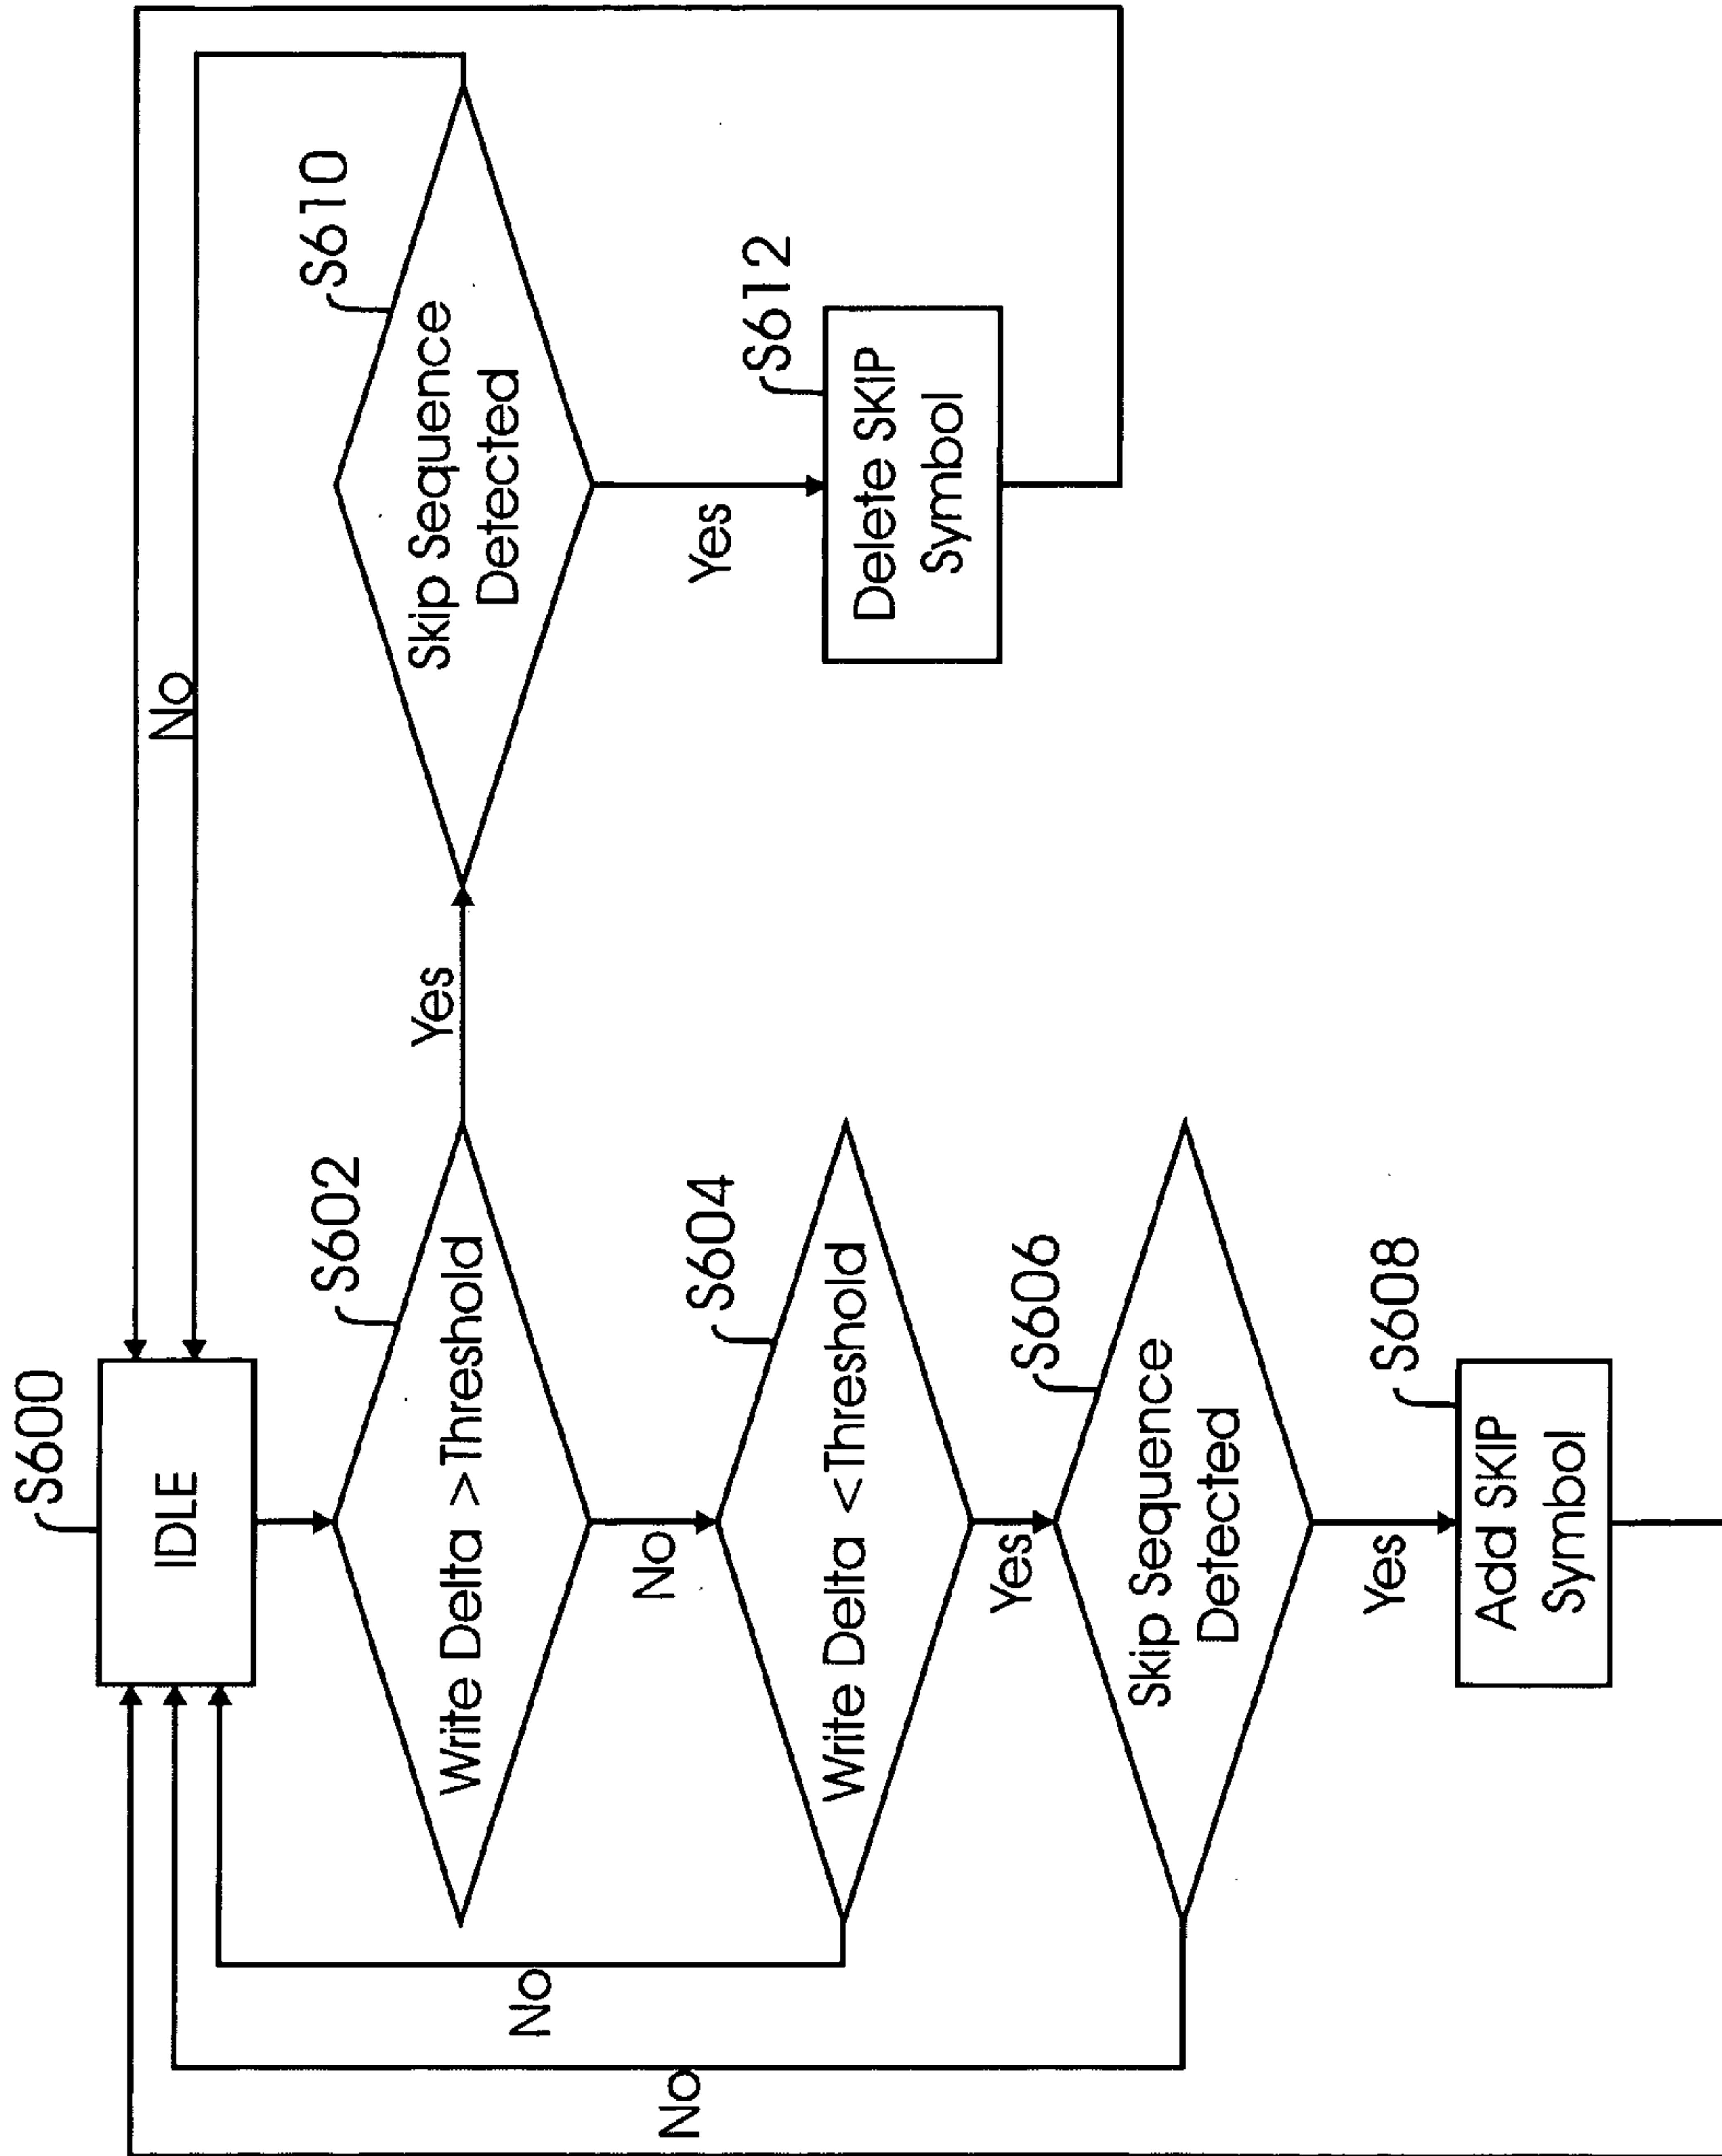 S600
IDLE
S602
Write Delta >Threshold
Yes
No
S604
Write Delta <Threshold
No
Yes
S606
Skip Sequence
Detected
No
Yes
S608
Add SKIP
Symbol
S610
Skip Sequence
Detected
No
Yes
S612
Delete SKIP
Symbol